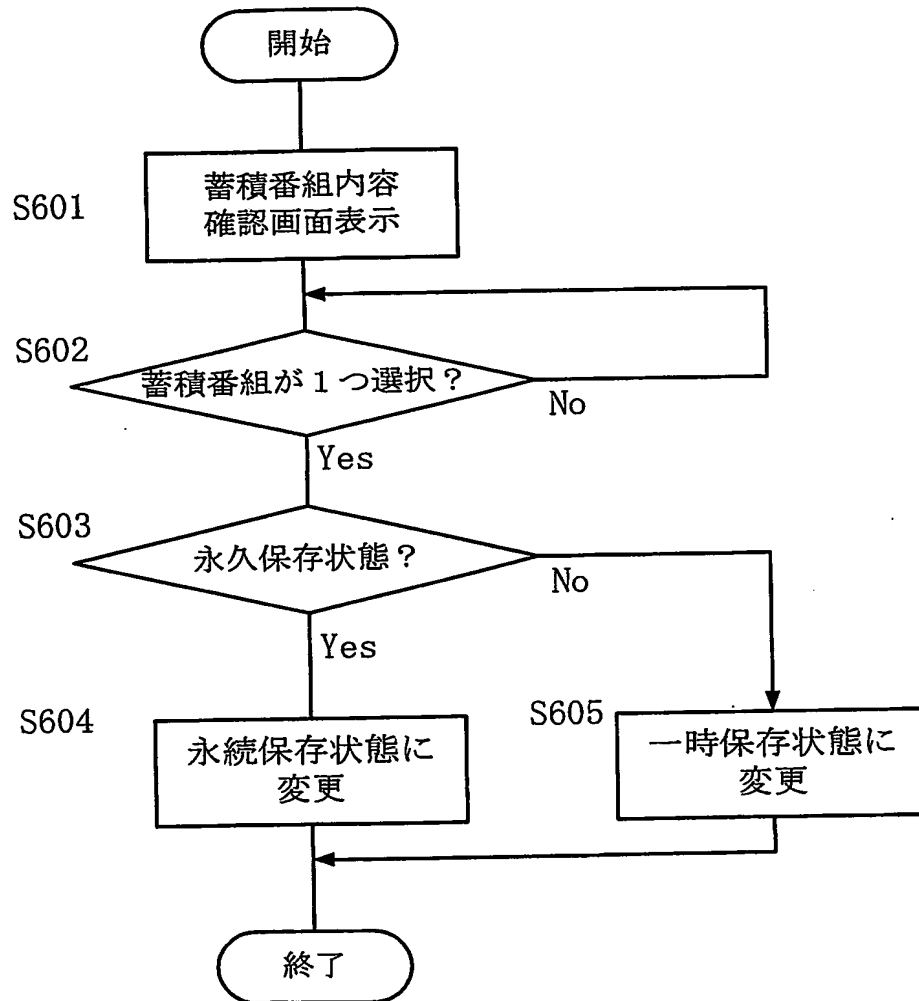 開始
S601
蓄積番組内容
確認画面表示
S602
蓄積番組が１つ選択？
No
Yes
S603
永久保存状態？
No
Yes
S604
永続保存状態に
変更
S605
一時保存状態に
変更
終了